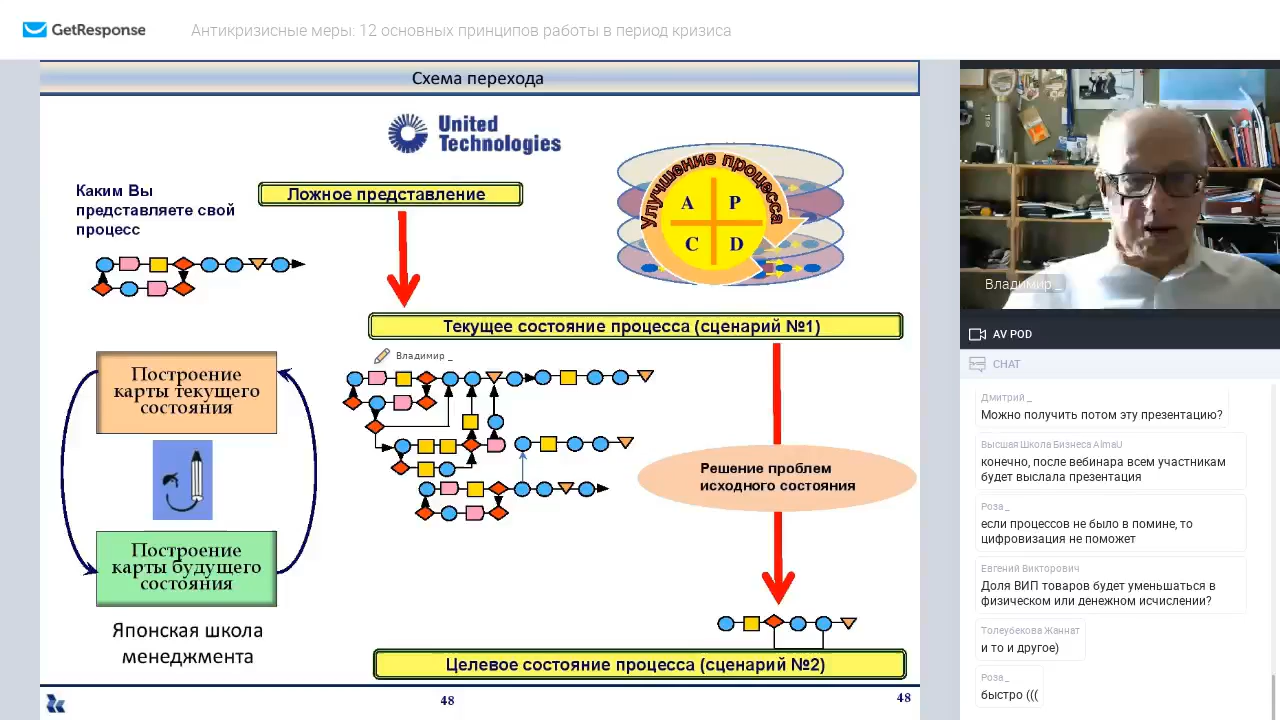 GetResponse
Антикризисные меры: 12 основных принципов работы в период кризиса
Схема перехода
United
Technologies
Каким Вы
представляете свой
процесс
Ложное представление
Улучшение процесса
A P
C D
Текущее состояние процесса (сценарий №1)
Владимир _
Построение
карты текущего
состояния
Решение проблем
исходного состояния
Построение
карты будущего
состояния
Японская школа
менеджмента
Целевое состояние процесса (сценарий №2)
48
48
Владимир _
AV POD
CHAT
Дмитрий _
Можно получить потом эту презентацию?
Высшая Школа Бизнеса AlmaU
конечно, после вебинара всем участникам
будет выслала презентация
Роза _
если процессов не было в помине, то
цифровизация не поможет
Евгений Викторович
Доля ВИП товаров будет уменьшаться в
физическом или денежном исчислении?
Толеубекова Жаннат
и то и другое)
Роза _
быстро (((